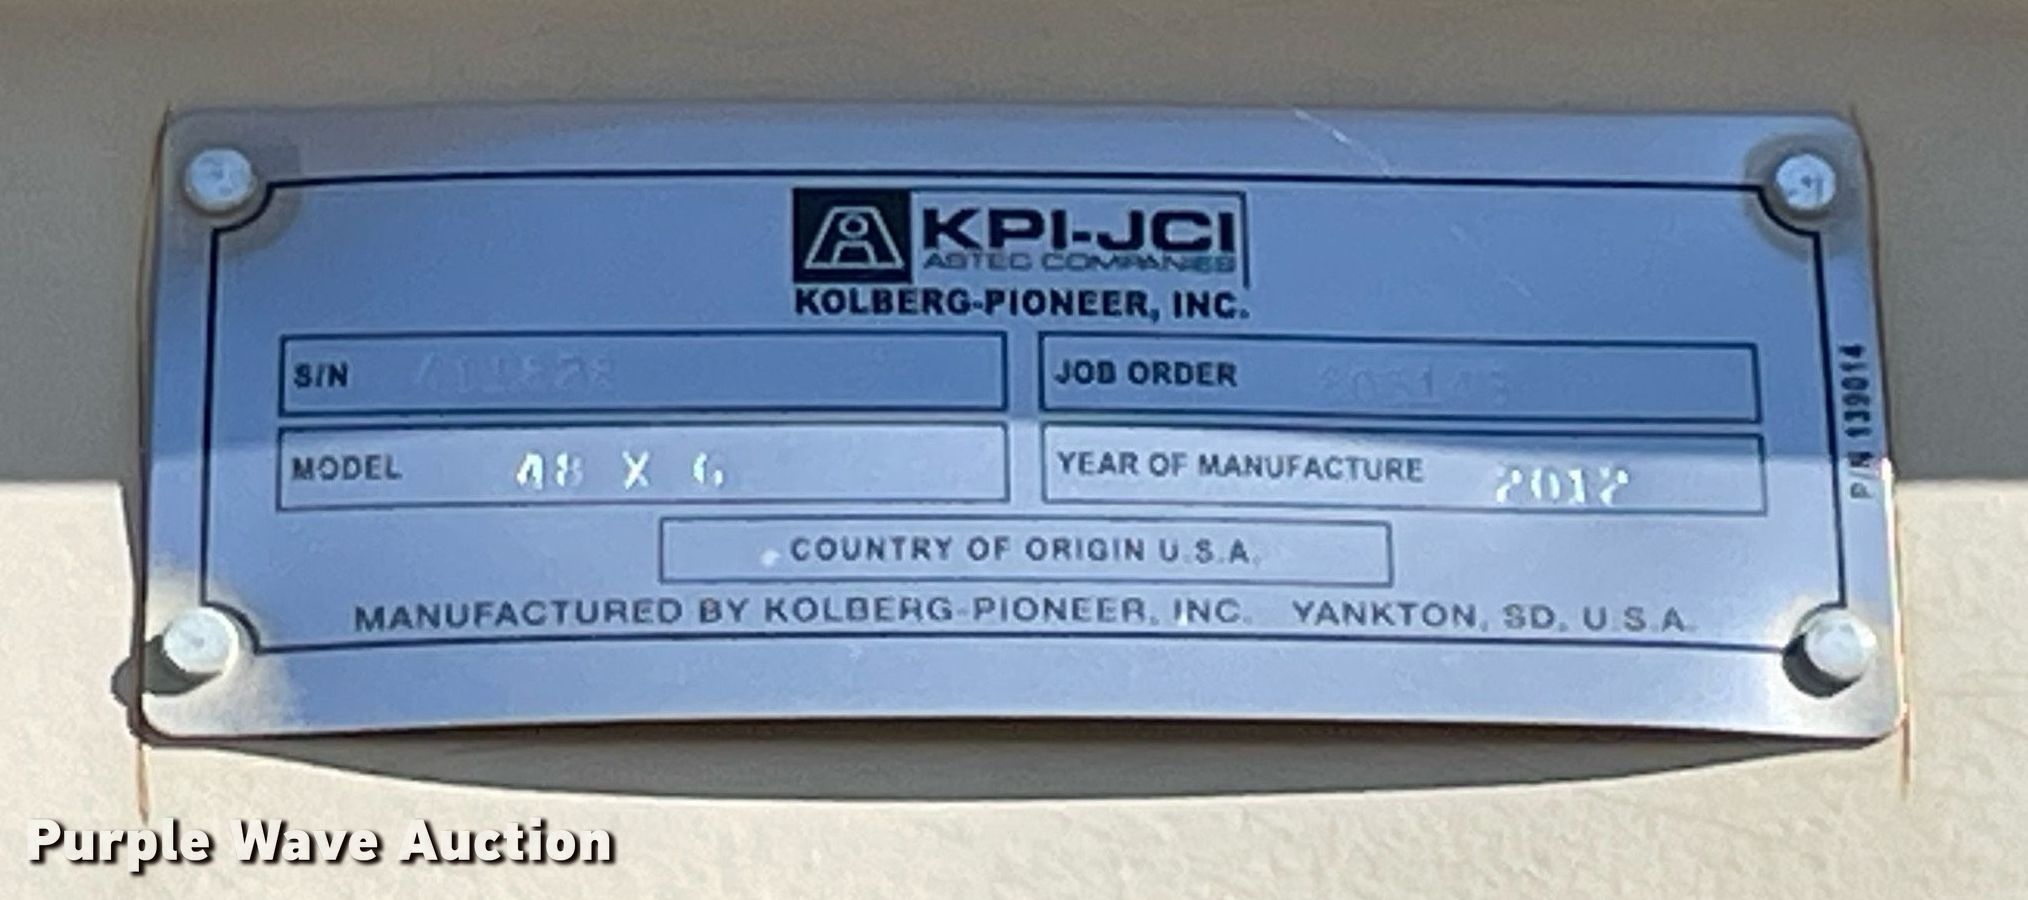 KPI-JCI
ASTEC COMPANIES
KOLBERG-PIONEER, INC.
S/N
JOB ORDER
MODEL 48 X 6
YEAR OF MANUFACTURE 2012
COUNTRY OF ORIGIN U.S.A.
MANUFACTURED BY KOLBERG-PIONEER, INC. YANKTON, SD, U.S.A.
P/N 139014
Purple Wave Auction